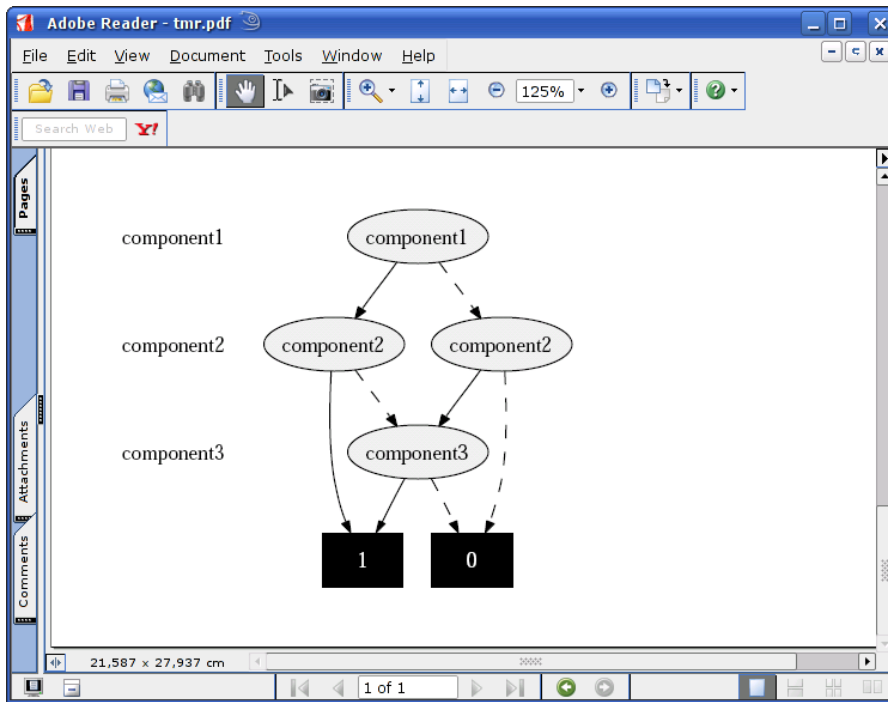 Adobe Reader - tmr.pdf
File Edit View Document Tools Window Help
125%
Search Web Y!
Pages
Attachments
Comments
component1 component1
component2 component2 component2
component3 component3
1 0
21,587 x 27,937 cm
1 of 1